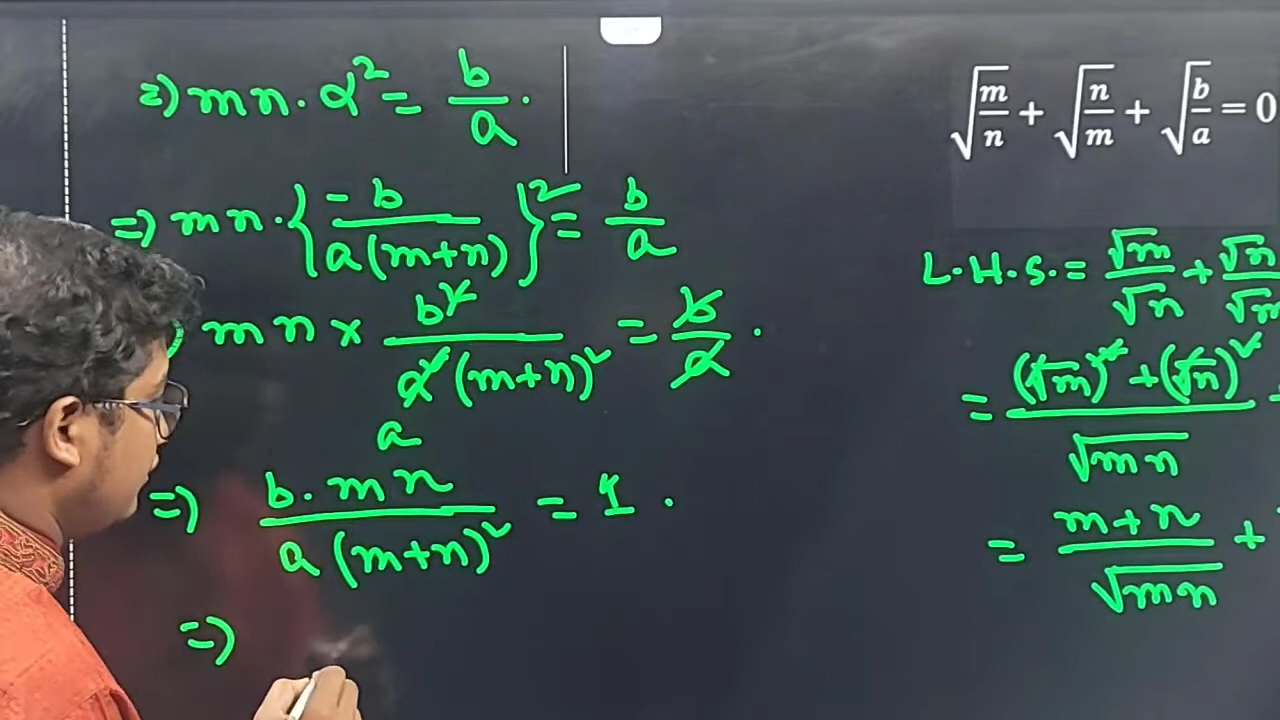 => mn·α² = b/a.
=> mn·{-b/a(m+n)}² = b/a
mn × b²/a²(m+n)² = b/a.
a
=> b·mn/a(m+n)² = 1.
=>
√(m/n) + √(n/m) + √(b/a) = 0
L.H.S. = √m/√n + √n/√m
= (√m)² + (√n)²/√mn
= m+n/√mn +